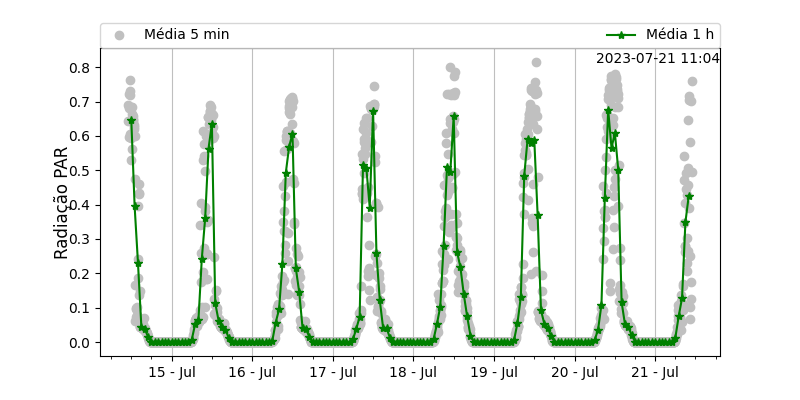 Média 5 min
Média 1 h
2023-07-21 11:04
Radiação PAR
0.8
0.7
0.6
0.5
0.4
0.3
0.2
0.1
0.0
15 - Jul
16 - Jul
17 - Jul
18 - Jul
19 - Jul
20 - Jul
21 - Jul